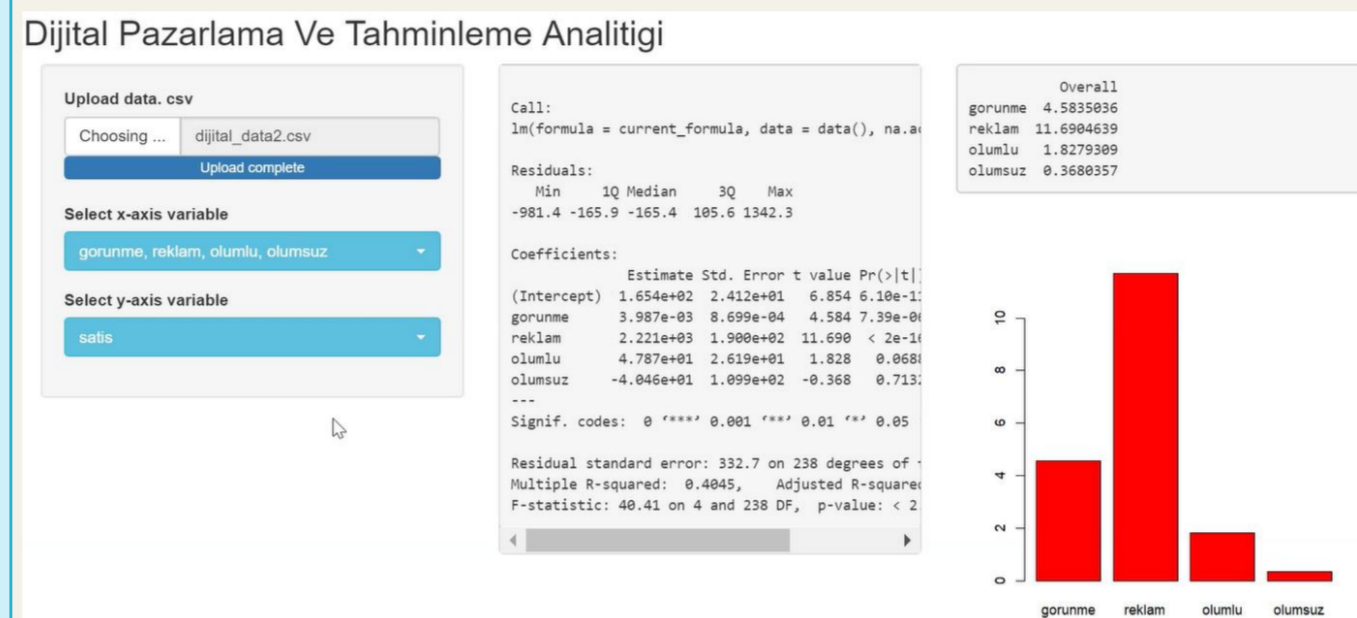 Dijital Pazarlama Ve Tahminleme Analitigi
Upload data. csv
Choosing ... dijital_data2.csv
Upload complete
Select x-axis variable
gorunme, reklam, olumlu, olumsuz
Select y-axis variable
satis
Call:
lm(formula = current_formula, data = data(), na.a
Residuals:
Min 1Q Median 3Q Max
-981.4 -165.9 -165.4 105.6 1342.3
Coefficients:
Estimate Std. Error t value Pr(>|t|
(Intercept) 1.654e+02 2.412e+01 6.854 6.10e-1
gorunme 3.987e-03 8.699e-04 4.584 7.39e-0
reklam 2.221e+03 1.900e+02 11.690 < 2e-1
olumlu 4.787e+01 2.619e+01 1.828 0.068
olumsuz -4.046e+01 1.099e+02 -0.368 0.713
---
Signif. codes: 0 ‘***’ 0.001 ‘**’ 0.01 ‘*’ 0.05
Residual standard error: 332.7 on 238 degrees of
Multiple R-squared: 0.4045, Adjusted R-square
F-statistic: 40.41 on 4 and 238 DF, p-value: < 2
Overall
gorunme 4.5835036
reklam 11.6904639
olumlu 1.8279309
olumsuz 0.3680357
10
8
6
4
2
0
gorunme reklam olumlu olumsuz